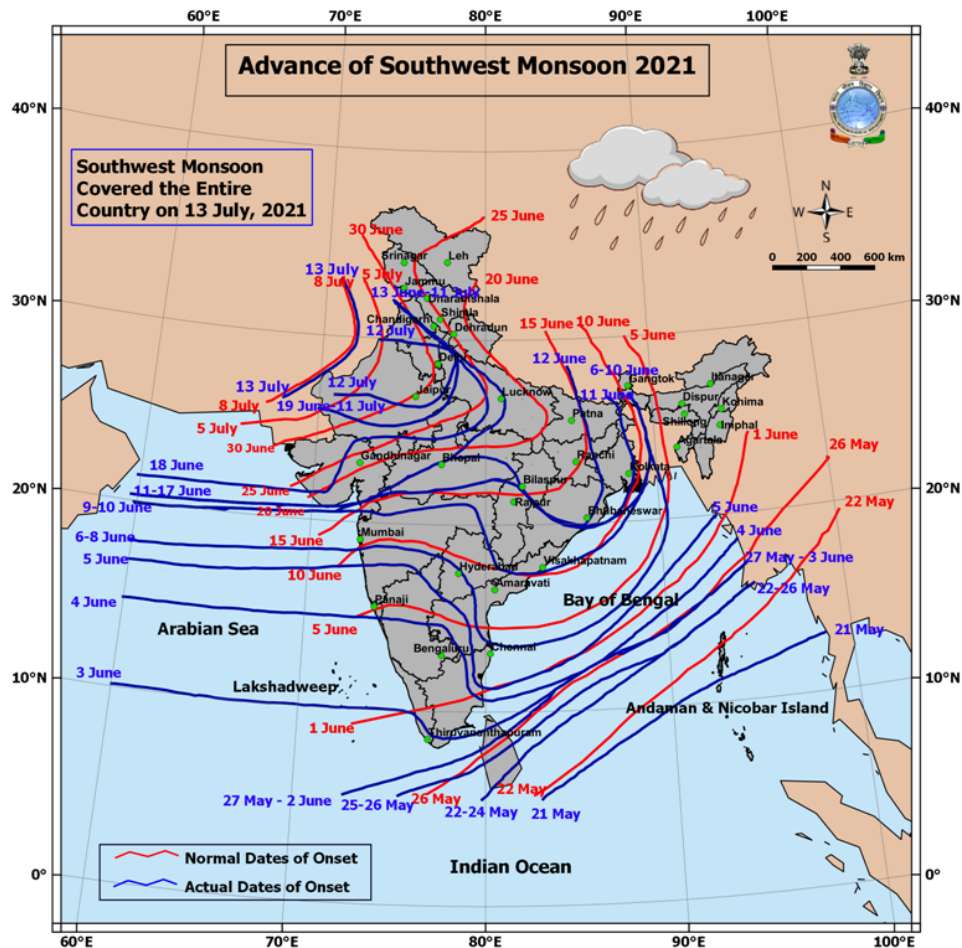 60°E 70°E 80°E 90°E 100°E
Advance of Southwest Monsoon 2021
40°N 40°N
Southwest Monsoon
Covered the Entire
Country on 13 July, 2021
N
W E
S
0 200 400 600 km
25 June
30 June
Srinagar Leh
13 July 5 July
8 July Jammu 20 June
13 June-11 July
Dharamshala
30°N 30°N
Shimla
Chandigarh
Dehradun
15 June 10 June
5 June
12 July
Delhi
12 June
6-10 June
Gangtok Itanagar
13 July 12 July
Jaipur Lucknow 11 June
Dispur Kohima
8 July 19 June-11 July
Patna
Shillong Imphal
5 July
Agartala 1 June
26 May
30 June
Gandhinagar Bhopal Ranchi
18 June
Kolkata
Bilaspur
20°N 11-17 June 25 June 20°N
Raipur
22 May
9-10 June 20 June
Bhubaneswar
5 June
6-8 June 15 June Mumbai
4 June
5 June
Visakhapatnam
27 May - 3 June
10 June Hyderabad
Amaravati
22-26 May
4 June Panaji
Bay of Bengal
Arabian Sea 5 June
21 May
Bengaluru Chennai
3 June
10°N 10°N
Lakshadweep
Andaman & Nicobar Island
1 June
Thiruvananthapuram
27 May - 2 June 25-26 May 26 May 22 May
22-24 May 21 May
Normal Dates of Onset
Indian Ocean
0° 0°
Actual Dates of Onset
60°E 70°E 80°E 90°E 100°E